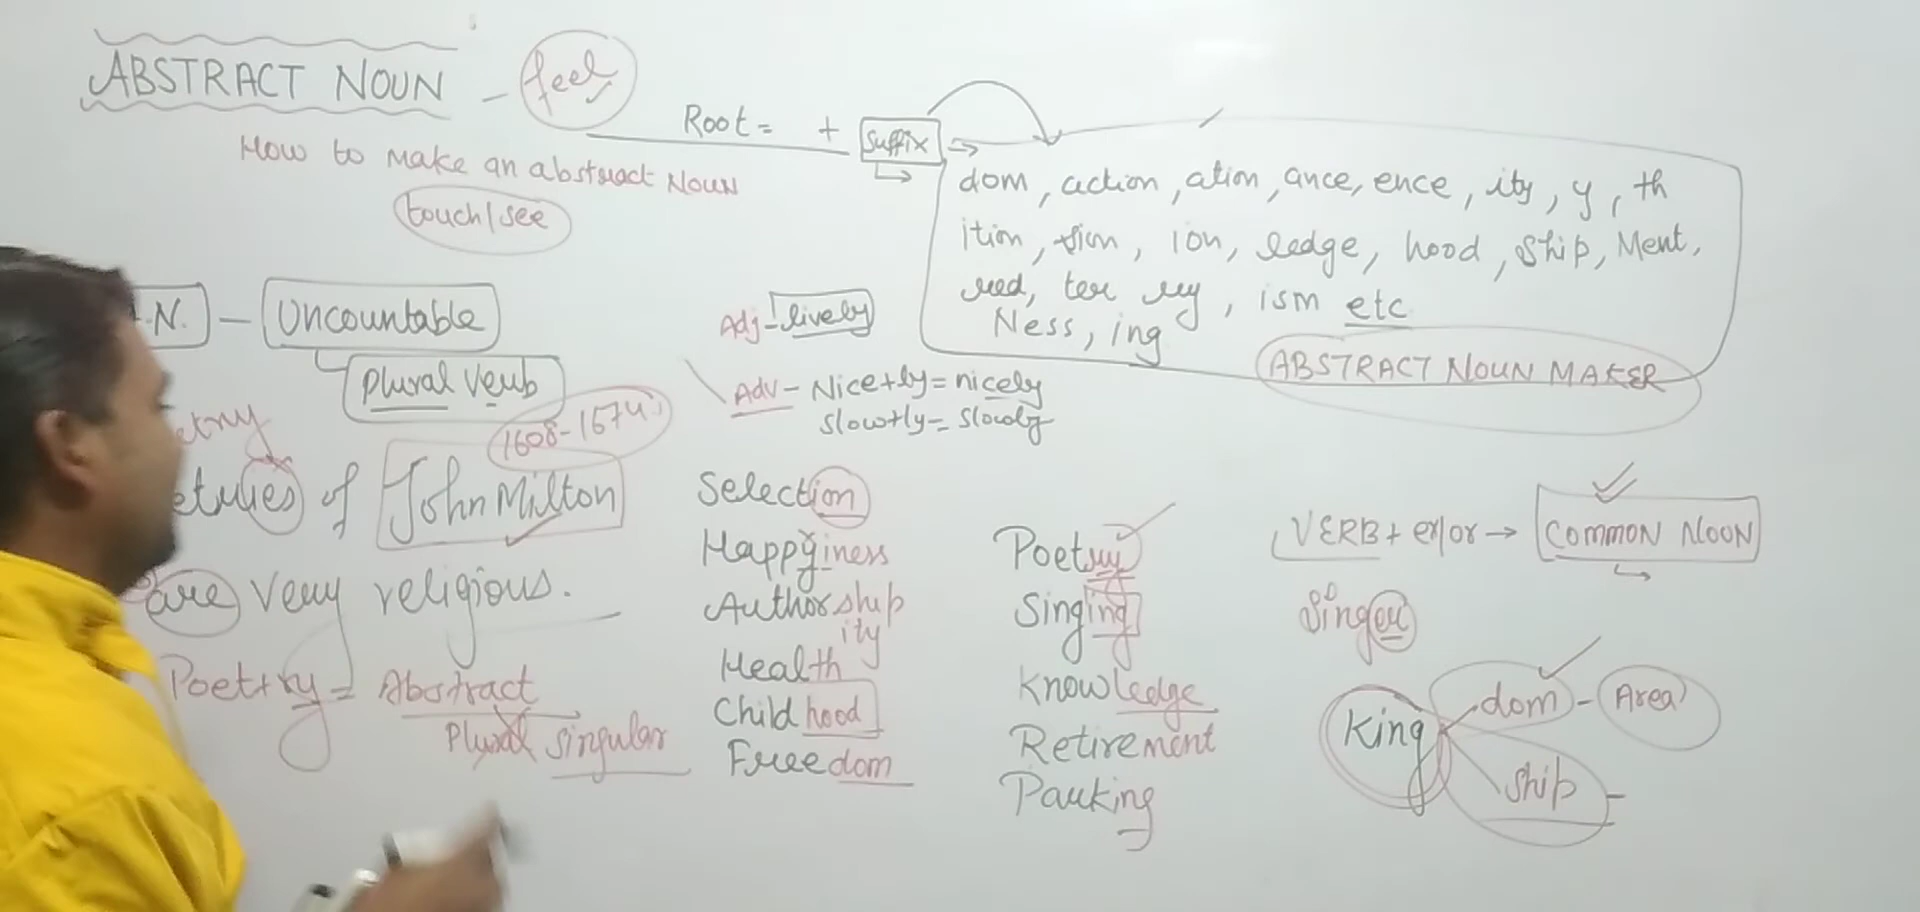 ABSTRACT NOUN - feel
Root = + Suffix →
How to make an abstract Noun
touch/see
dom, action, ation, ance, ence, ity, y, th
ition, sion, ion, ledge, hood, ship, Ment,
red, ter ry, ism etc
Ness, ing
ABSTRACT NOUN MAKER
.N. - Uncountable
Plural Verb
Adj - lively
Adv - Nice+ly = nicely
Slow+ly = Slowly
etry
1608-1674
etries of John Milton
are very religious.
Poet+ry = Abstract
Plural singular
Selection
Happyiness
Authorship
ity
Health
Childhood
Freedom
Poetry
Singing
Knowledge
Retirement
Parking
VERB + er/or → COMMON NOON
Singer
King dom - Area
ship -